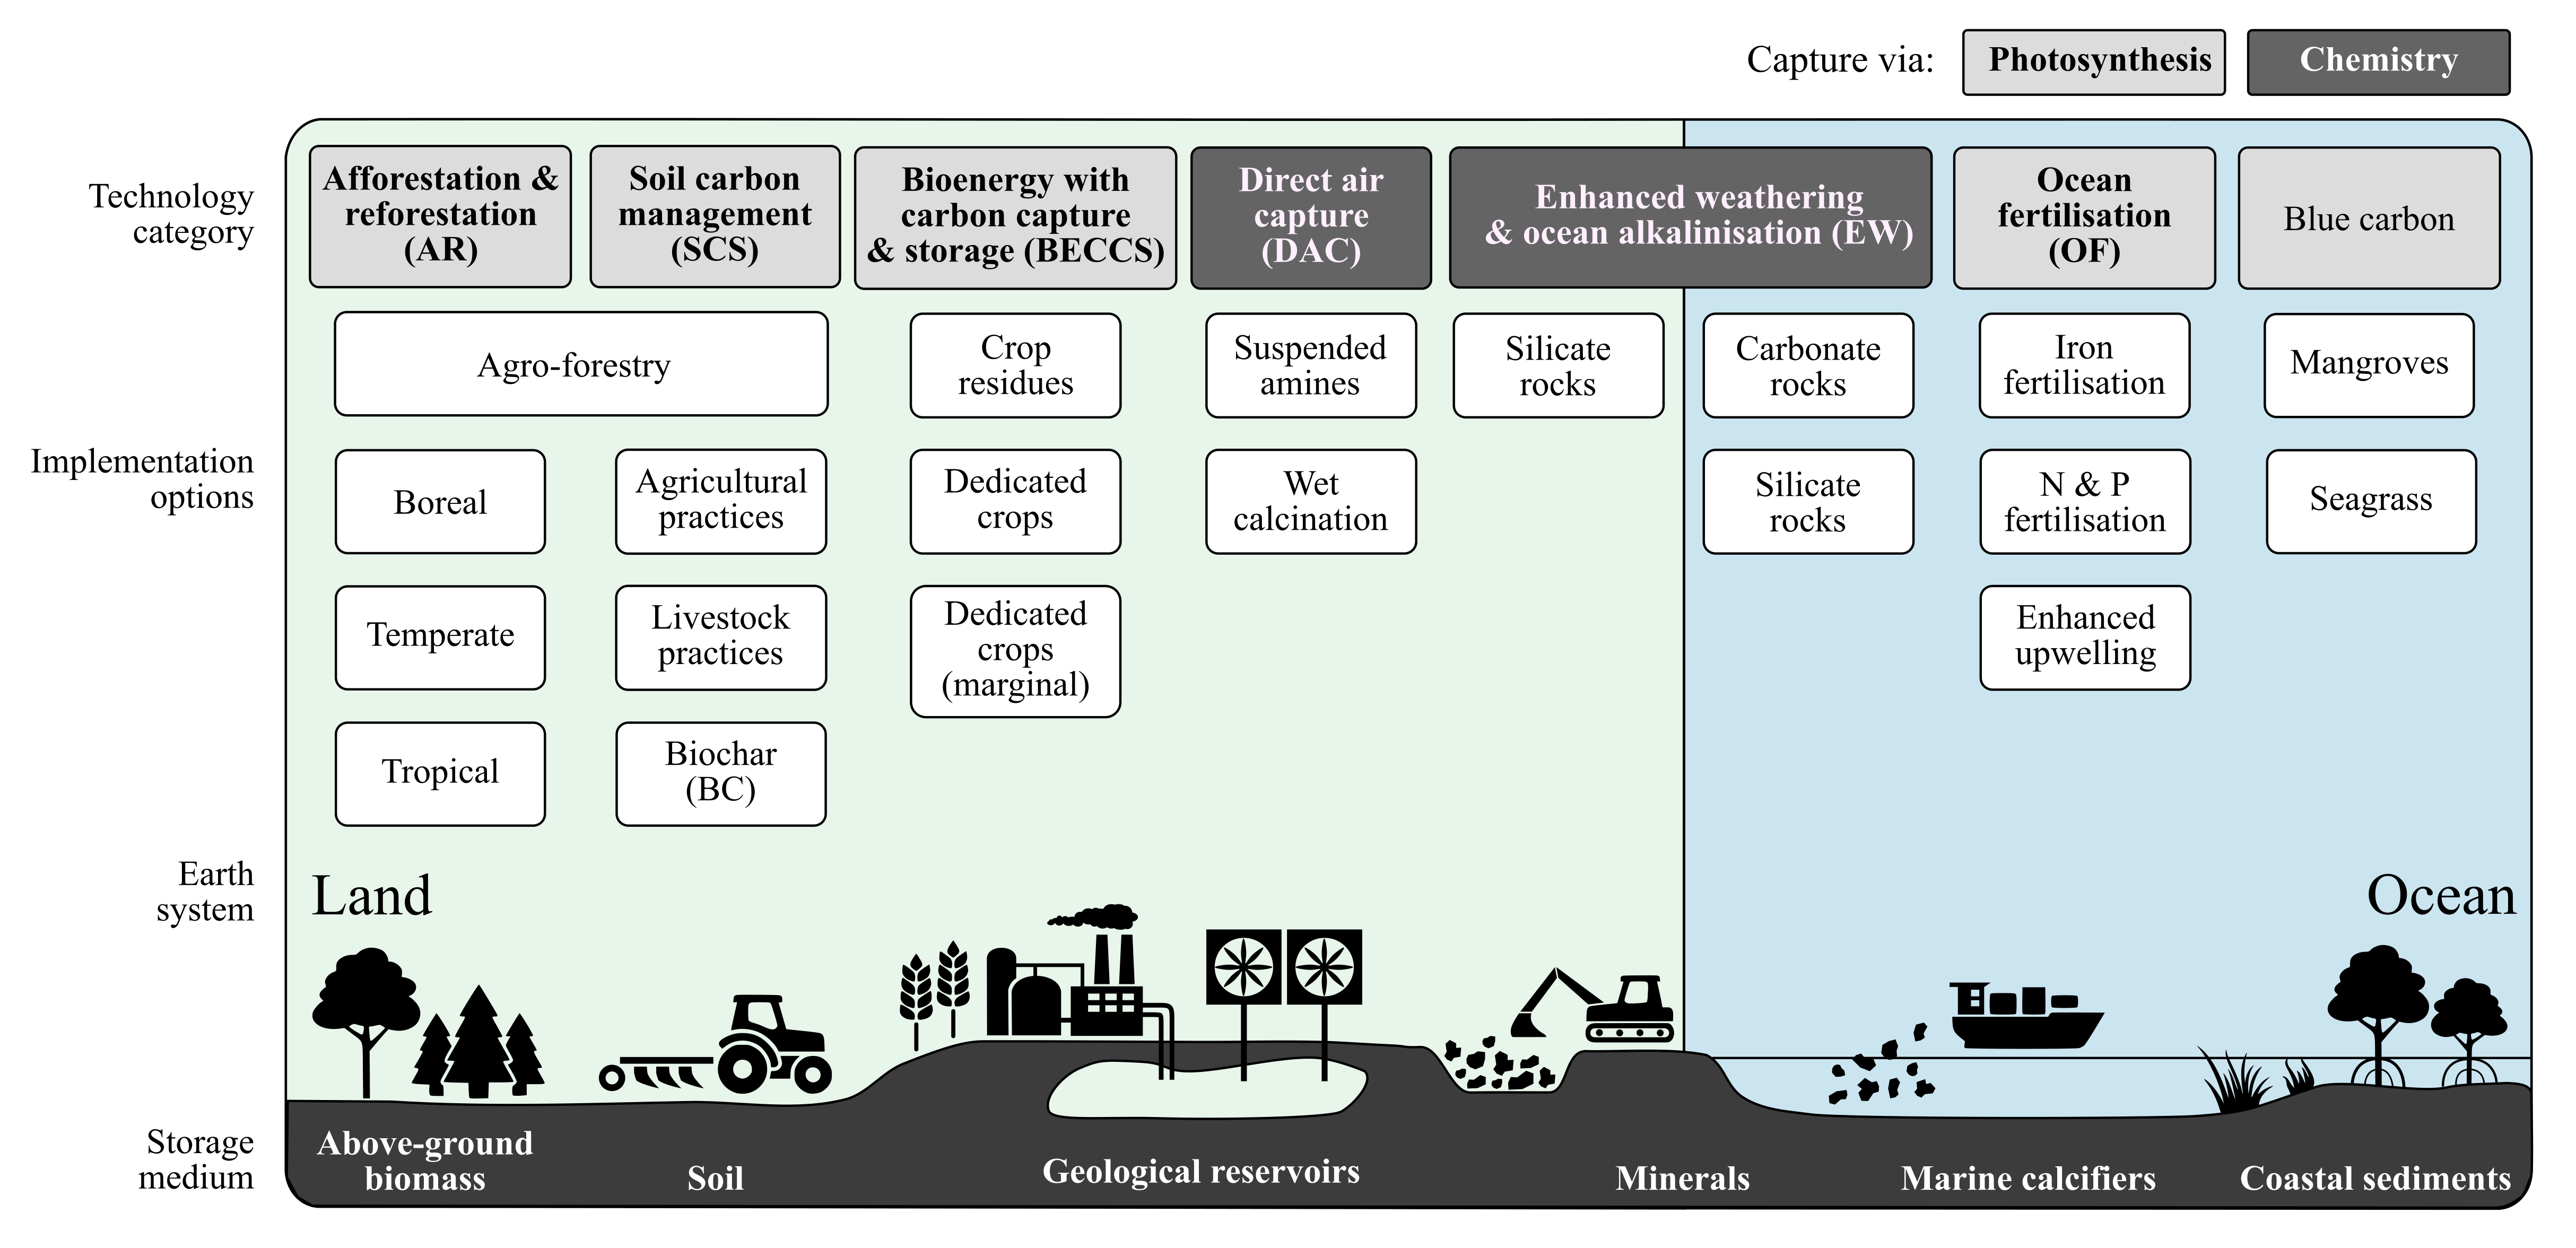 Capture via:
Photosynthesis
Chemistry
Technology
category
Afforestation &
reforestation
(AR)
Soil carbon
management
(SCS)
Bioenergy with
carbon capture
& storage (BECCS)
Direct air
capture
(DAC)
Enhanced weathering
& ocean alkalinisation (EW)
Ocean
fertilisation
(OF)
Blue carbon
Implementation
options
Agro-forestry
Crop
residues
Suspended
amines
Silicate
rocks
Carbonate
rocks
Iron
fertilisation
Mangroves
Boreal
Agricultural
practices
Dedicated
crops
Wet
calcination
Silicate
rocks
N & P
fertilisation
Seagrass
Temperate
Livestock
practices
Dedicated
crops
(marginal)
Enhanced
upwelling
Tropical
Biochar
(BC)
Earth
system
Land
Ocean
Storage
medium
Above-ground
biomass
Soil
Geological reservoirs
Minerals
Marine calcifiers
Coastal sediments